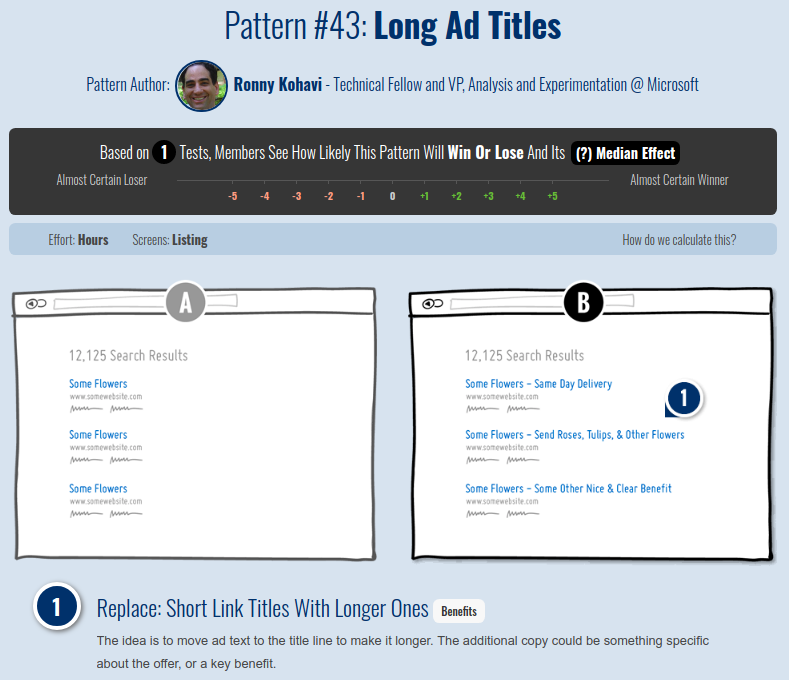 Pattern #43: Long Ad Titles
Pattern Author: Ronny Kohavi - Technical Fellow and VP, Analysis and Experimentation @ Microsoft
Based on 1 Tests, Members See How Likely This Pattern Will Win Or Lose And Its (?) Median Effect
Almost Certain Loser Almost Certain Winner
-5 -4 -3 -2 -1 0 +1 +2 +3 +4 +5
Effort: Hours Screens: Listing How do we calculate this?
A
12,125 Search Results
Some Flowers
www.somewebsite.com
Some Flowers
www.somewebsite.com
Some Flowers
www.somewebsite.com
B
12,125 Search Results
Some Flowers - Same Day Delivery
www.somewebsite.com
1
Some Flowers - Send Roses, Tulips, & Other Flowers
www.somewebsite.com
Some Flowers - Some Other Nice & Clear Benefit
www.somewebsite.com
1 Replace: Short Link Titles With Longer Ones Benefits
The idea is to move ad text to the title line to make it longer. The additional copy could be something specific
about the offer, or a key benefit.